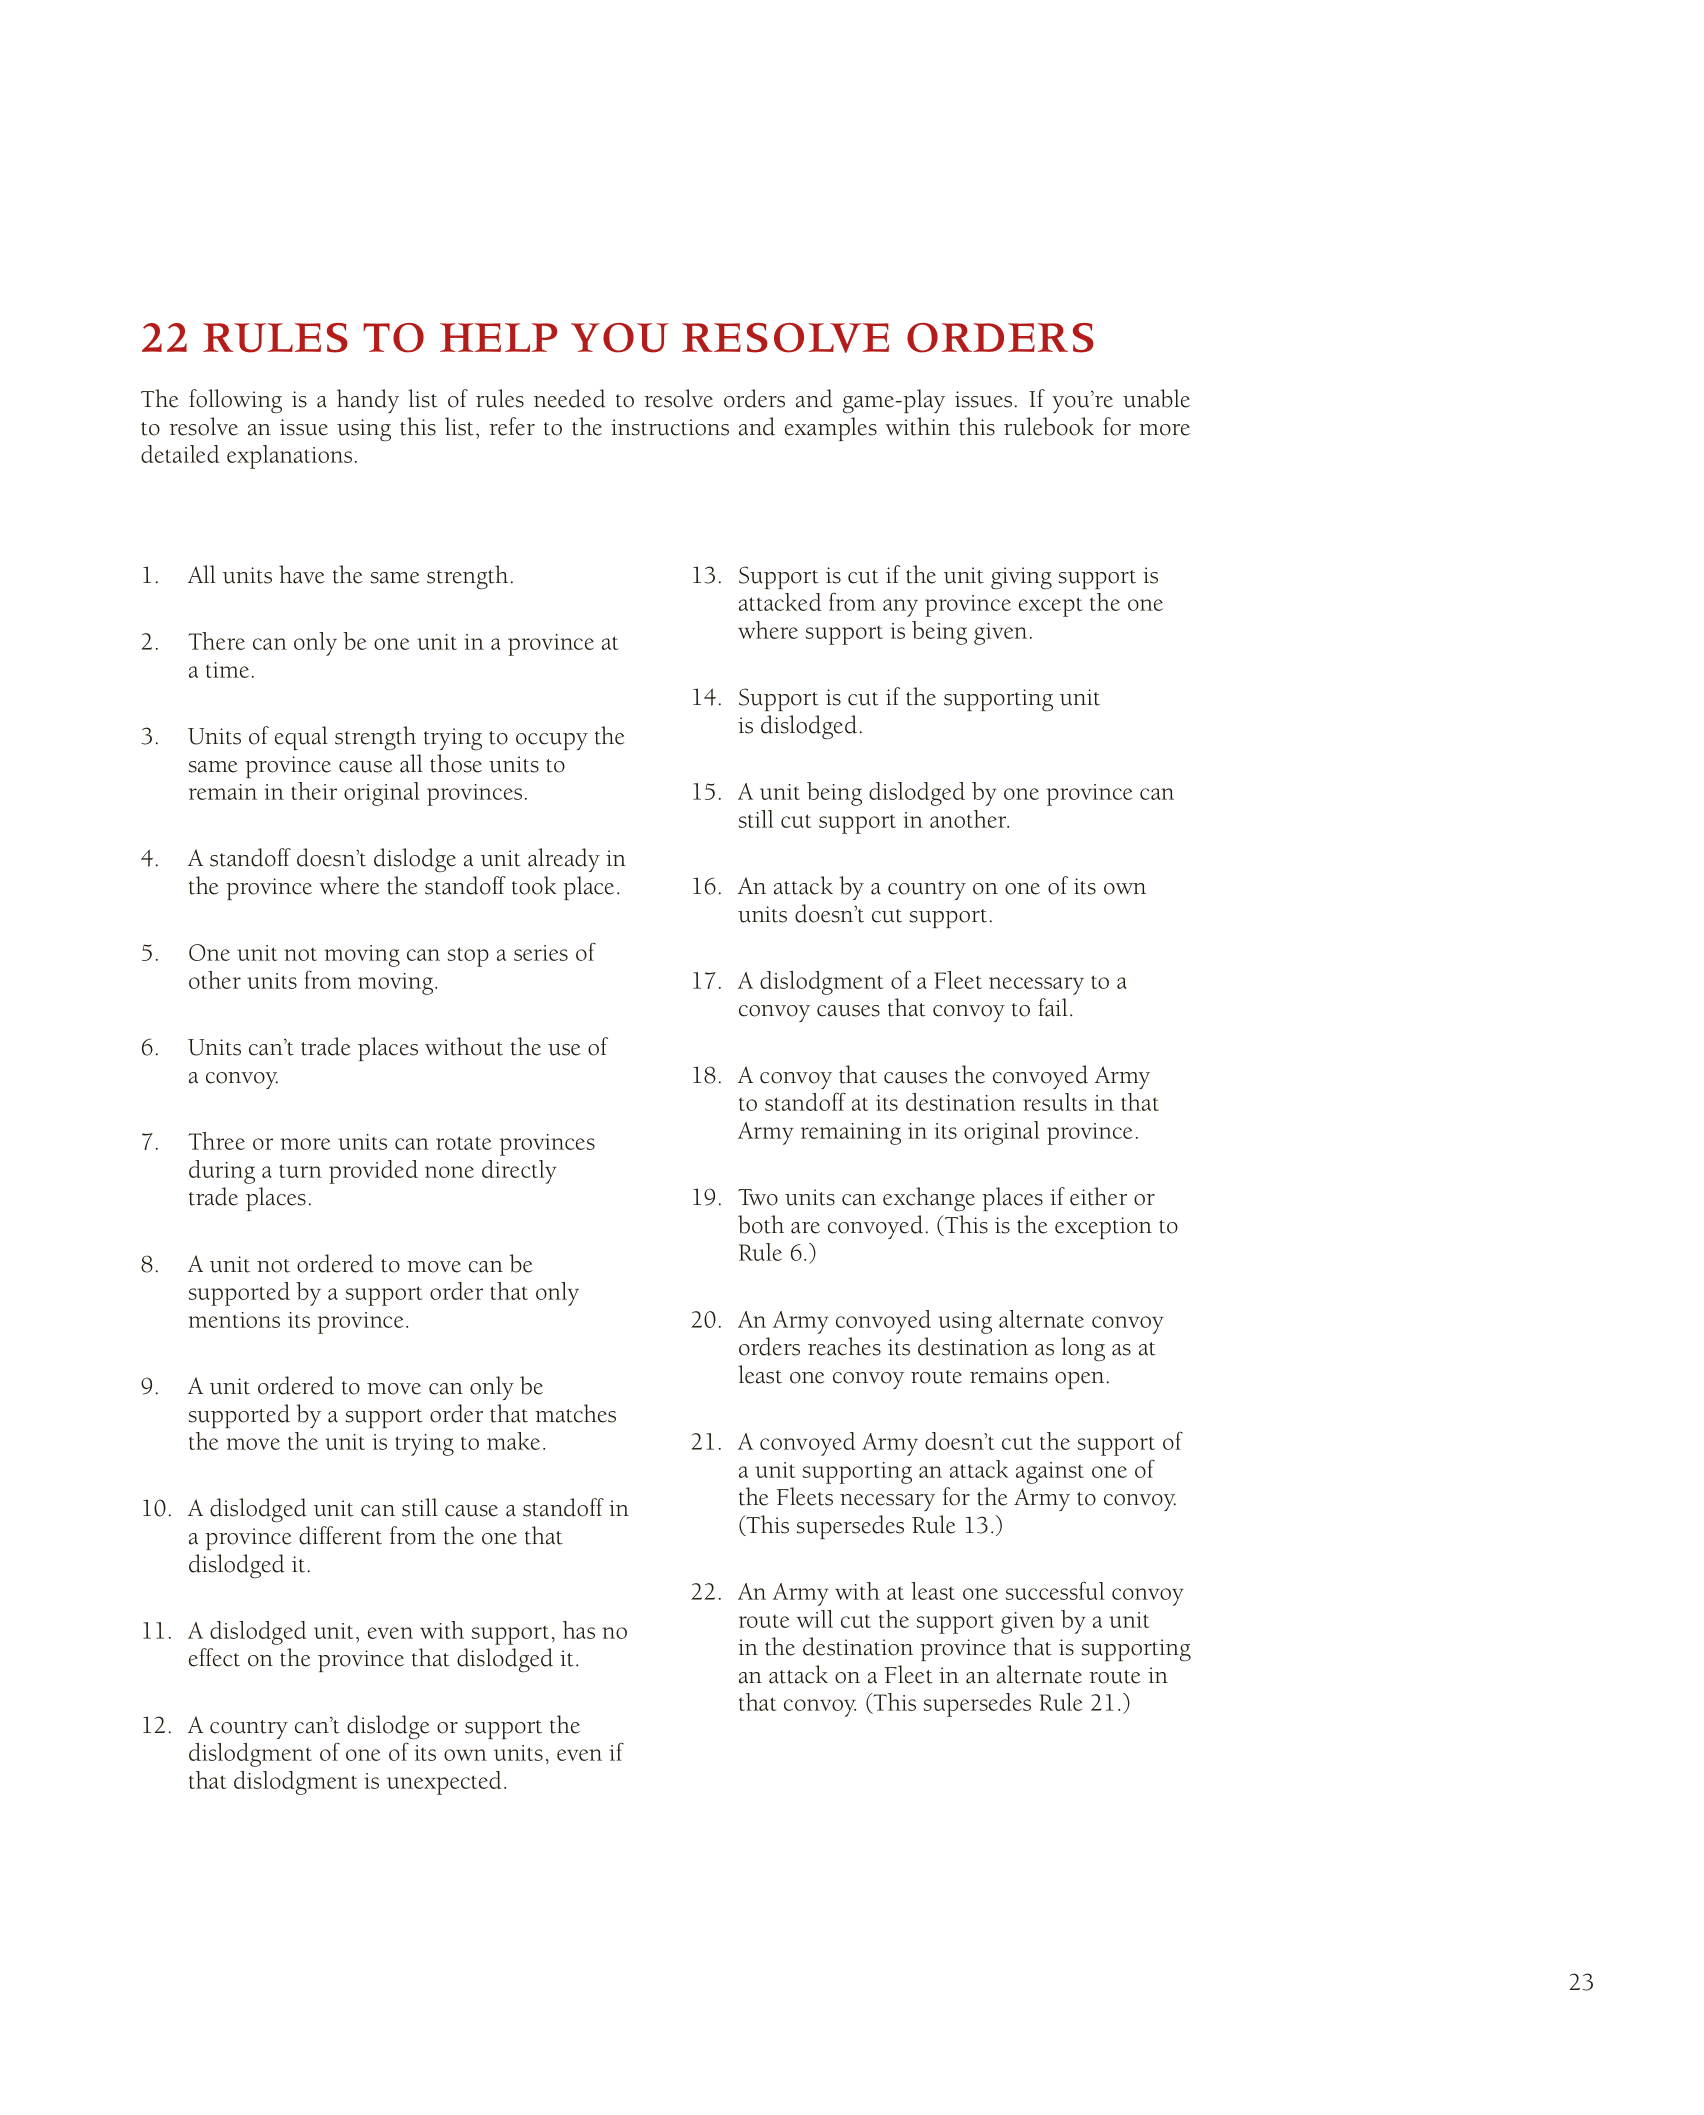 22 RULES TO HELP YOU RESOLVE ORDERS
The following is a handy list of rules needed to resolve orders and game-play issues. If you’re unable
to resolve an issue using this list, refer to the instructions and examples within this rulebook for more
detailed explanations.
1. All units have the same strength.
2. There can only be one unit in a province at
a time.
3. Units of equal strength trying to occupy the
same province cause all those units to
remain in their original provinces.
4. A standoff doesn’t dislodge a unit already in
the province where the standoff took place.
5. One unit not moving can stop a series of
other units from moving.
6. Units can’t trade places without the use of
a convoy.
7. Three or more units can rotate provinces
during a turn provided none directly
trade places.
8. A unit not ordered to move can be
supported by a support order that only
mentions its province.
9. A unit ordered to move can only be
supported by a support order that matches
the move the unit is trying to make.
10. A dislodged unit can still cause a standoff in
a province different from the one that
dislodged it.
11. A dislodged unit, even with support, has no
effect on the province that dislodged it.
12. A country can’t dislodge or support the
dislodgment of one of its own units, even if
that dislodgment is unexpected.
13. Support is cut if the unit giving support is
attacked from any province except the one
where support is being given.
14. Support is cut if the supporting unit
is dislodged.
15. A unit being dislodged by one province can
still cut support in another.
16. An attack by a country on one of its own
units doesn’t cut support.
17. A dislodgment of a Fleet necessary to a
convoy causes that convoy to fail.
18. A convoy that causes the convoyed Army
to standoff at its destination results in that
Army remaining in its original province.
19. Two units can exchange places if either or
both are convoyed. (This is the exception to
Rule 6.)
20. An Army convoyed using alternate convoy
orders reaches its destination as long as at
least one convoy route remains open.
21. A convoyed Army doesn’t cut the support of
a unit supporting an attack against one of
the Fleets necessary for the Army to convoy.
(This supersedes Rule 13.)
22. An Army with at least one successful convoy
route will cut the support given by a unit
in the destination province that is supporting
an attack on a Fleet in an alternate route in
that convoy. (This supersedes Rule 21.)
23